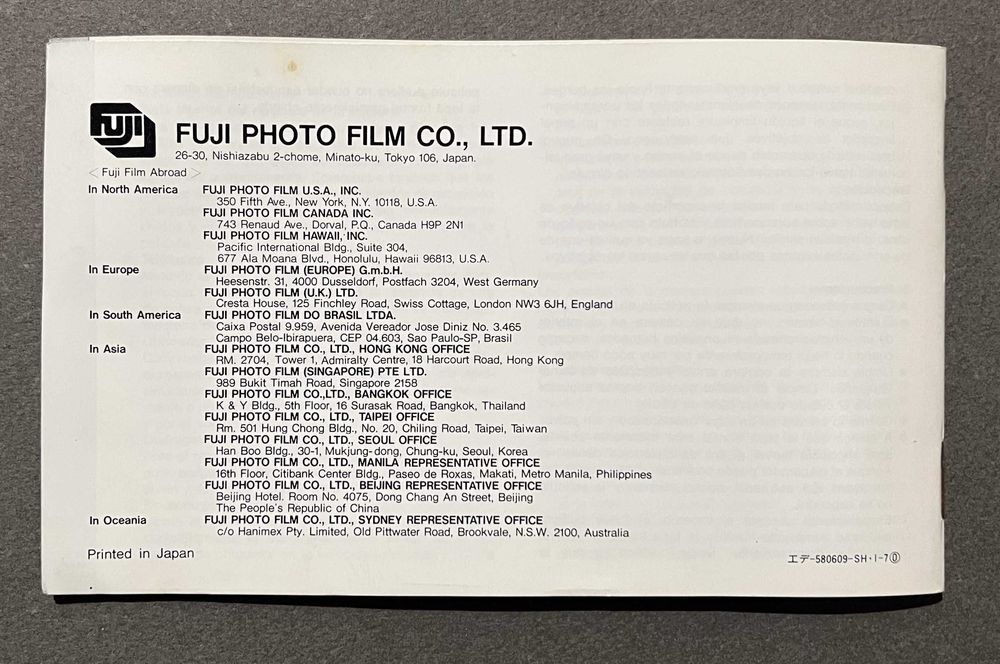 FUJI
FUJI PHOTO FILM CO., LTD.
26-30, Nishiazabu 2-chome, Minato-ku, Tokyo 106, Japan.
<Fuji Film Abroad>
In North America FUJI PHOTO FILM U.S.A., INC.
350 Fifth Ave., New York, N.Y. 10118, U.S.A.
FUJI PHOTO FILM CANADA INC.
743 Renaud Ave., Dorval, P.Q., Canada H9P 2N1
FUJI PHOTO FILM HAWAII, INC.
Pacific International Bldg., Suite 304,
677 Ala Moana Blvd., Honolulu, Hawaii 96813, U.S.A.
In Europe FUJI PHOTO FILM (EUROPE) G.m.b.H.
Heesenstr. 31, 4000 Dusseldorf, Postfach 3204, West Germany
FUJI PHOTO FILM (U.K.) LTD.
Cresta House, 125 Finchley Road, Swiss Cottage, London NW3 6JH, England
In South America FUJI PHOTO FILM DO BRASIL LTDA.
Caixa Postal 9.959, Avenida Vereador Jose Diniz No. 3.465
Campo Belo-Ibirapuera, CEP 04.603, Sao Paulo-SP, Brasil
In Asia FUJI PHOTO FILM CO., LTD., HONG KONG OFFICE
RM. 2704, Tower 1, Admiralty Centre, 18 Harcourt Road, Hong Kong
FUJI PHOTO FILM (SINGAPORE) PTE LTD.
989 Bukit Timah Road, Singapore 2158
FUJI PHOTO FILM CO.,LTD., BANGKOK OFFICE
K & Y Bldg., 5th Floor, 16 Surasak Road, Bangkok, Thailand
FUJI PHOTO FILM CO., LTD., TAIPEI OFFICE
Rm. 501 Hung Chong Bldg., No. 20, Chiling Road, Taipei, Taiwan
FUJI PHOTO FILM CO., LTD., SEOUL OFFICE
Han Boo Bldg., 30-1, Mukjung-dong, Chung-ku, Seoul, Korea
FUJI PHOTO FILM CO., LTD., MANILA REPRESENTATIVE OFFICE
16th Floor, Citibank Center Bldg., Paseo de Roxas, Makati, Metro Manila, Philippines
FUJI PHOTO FILM CO., LTD., BEIJING REPRESENTATIVE OFFICE
Beijing Hotel. Room No. 4075, Dong Chang An Street, Beijing
The People's Republic of China
In Oceania FUJI PHOTO FILM CO., LTD., SYDNEY REPRESENTATIVE OFFICE
c/o Hanimex Pty. Limited, Old Pittwater Road, Brookvale, N.S.W. 2100, Australia
Printed in Japan
エデ-580609-SH・I-7Ⓞ